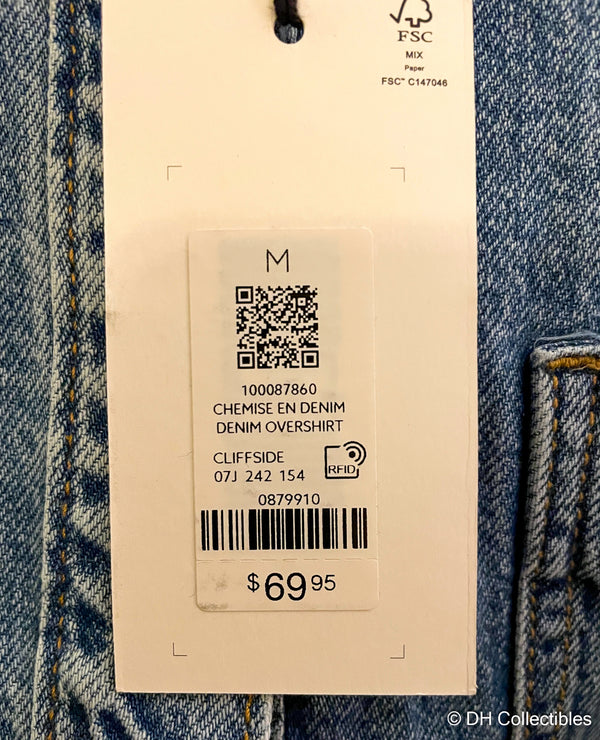 FSC
MIX
Paper
FSC™ C147046
M
100087860
CHEMISE EN DENIM
DENIM OVERSHIRT
CLIFFSIDE
07J 242 154
RFID
0879910
$69.95
© DH Collectibles